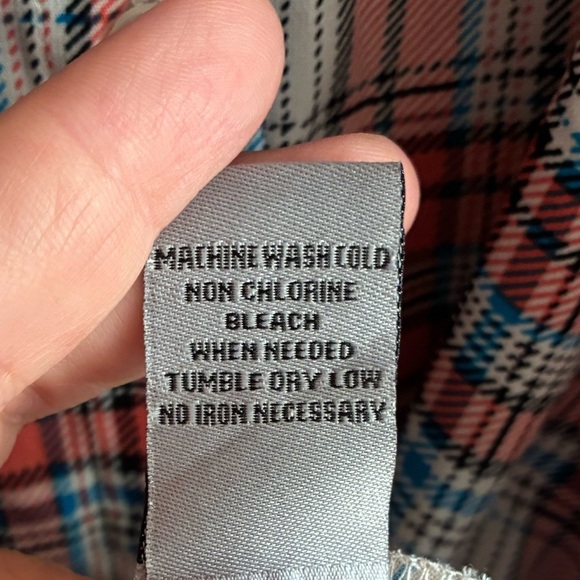 MACHINE WASH COLD
NON CHLORINE
BLEACH
WHEN NEEDED
TUMBLE DRY LOW
NO IRON NECESSARY